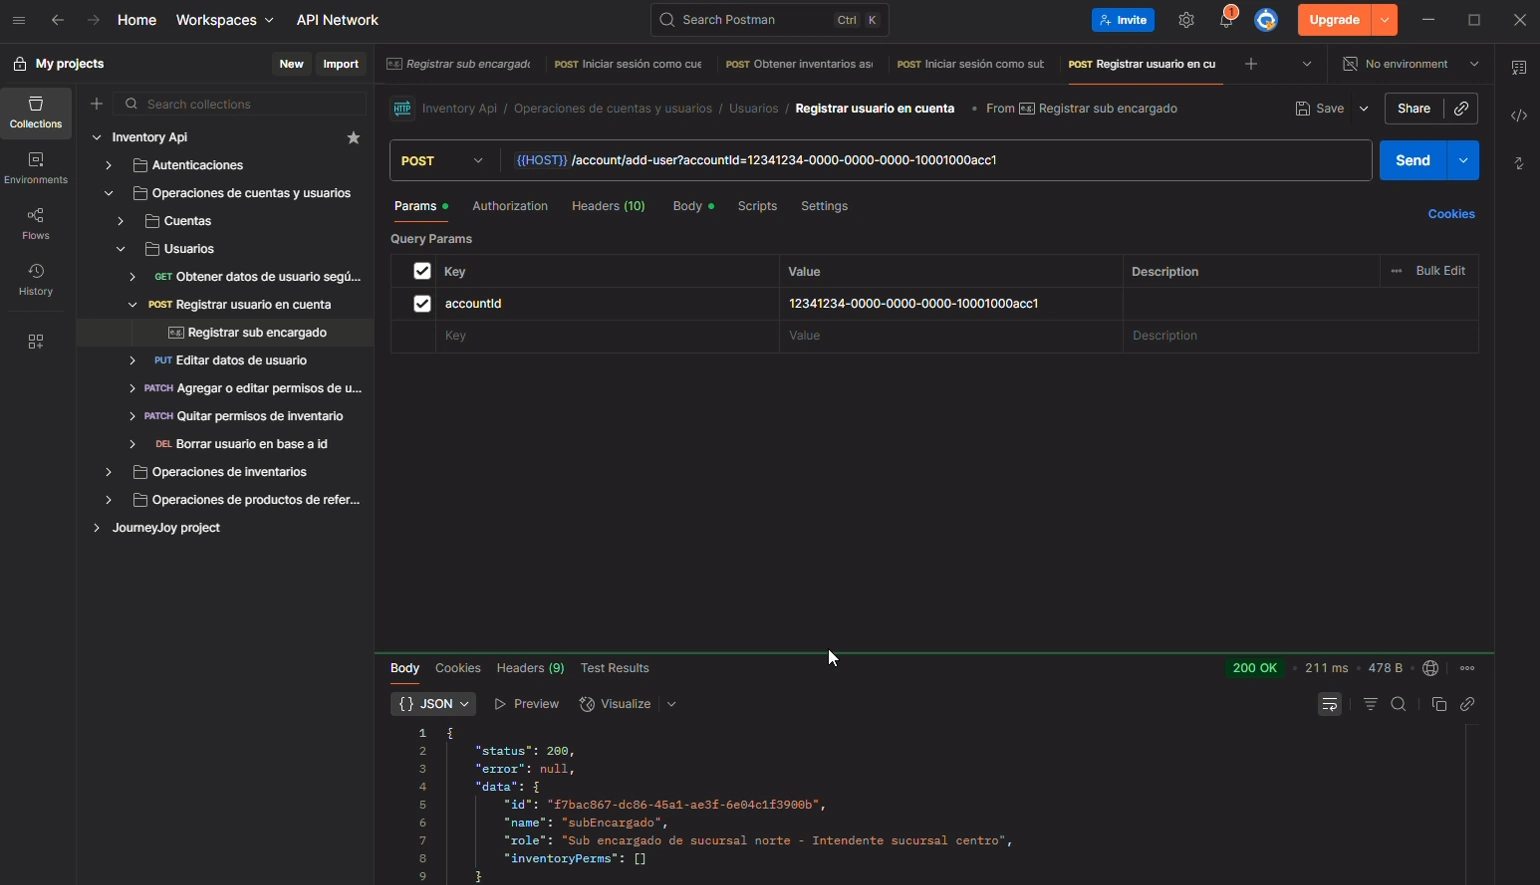 Home Workspaces API Network Search Postman Ctrl K Invite 1 Upgrade
My projects New Import
Registrar sub encargad POST Iniciar sesión como cue POST Obtener inventarios as POST Iniciar sesión como sub POST Registrar usuario en cu No environment
Search collections
Inventory Api / Operaciones de cuentas y usuarios / Usuarios / Registrar usuario en cuenta • From e.g. Registrar sub encargado Save Share
Collections
Environments
Flows
History
Inventory Api
Autenticaciones
Operaciones de cuentas y usuarios
Cuentas
Usuarios
GET Obtener datos de usuario segú...
POST Registrar usuario en cuenta
e.g. Registrar sub encargado
PUT Editar datos de usuario
PATCH Agregar o editar permisos de u...
PATCH Quitar permisos de inventario
DEL Borrar usuario en base a id
Operaciones de inventarios
Operaciones de productos de refer...
JourneyJoy project
POST {{HOST}} /account/add-user?accountId=12341234-0000-0000-0000-10001000acc1 Send
Params Authorization Headers (10) Body Scripts Settings
Cookies
Query Params
Key Value Description Bulk Edit
accountId 12341234-0000-0000-0000-10001000acc1
Key Value Description
Body Cookies Headers (9) Test Results 200 OK • 211 ms • 478 B
{} JSON Preview Visualize
1 {
2 "status": 200,
3 "error": null,
4 "data": {
5 "id": "f7bac867-dc86-45a1-ae3f-6e04c1f3900b",
6 "name": "subEncargado",
7 "role": "Sub encargado de sucursal norte - Intendente sucursal centro",
8 "inventoryPerms": []
9 }